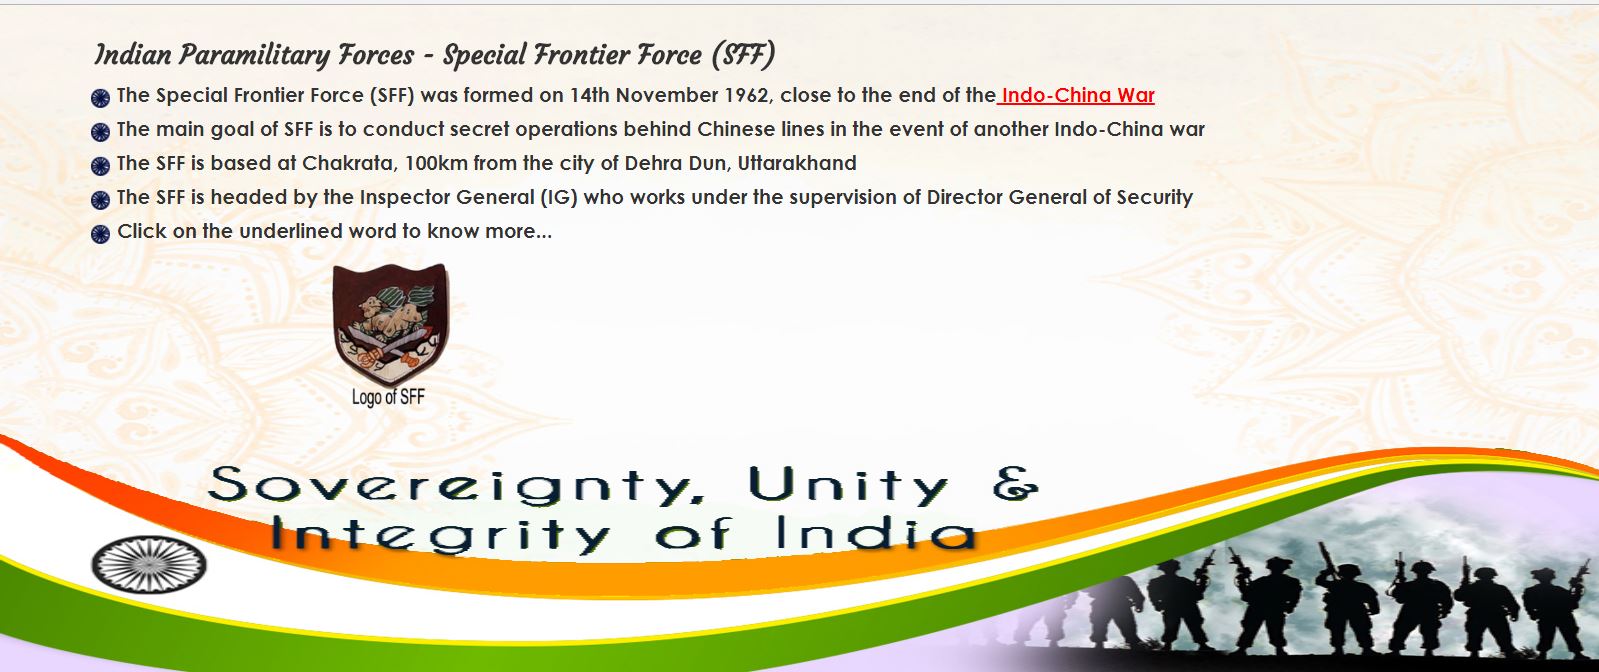 Indian Paramilitary Forces - Special Frontier Force (SFF)
The Special Frontier Force (SFF) was formed on 14th November 1962, close to the end of the Indo-China War
The main goal of SFF is to conduct secret operations behind Chinese lines in the event of another Indo-China war
The SFF is based at Chakrata, 100km from the city of Dehra Dun, Uttarakhand
The SFF is headed by the Inspector General (IG) who works under the supervision of Director General of Security
Click on the underlined word to know more...
Logo of SFF
Sovereignty, Unity &
Integrity of India